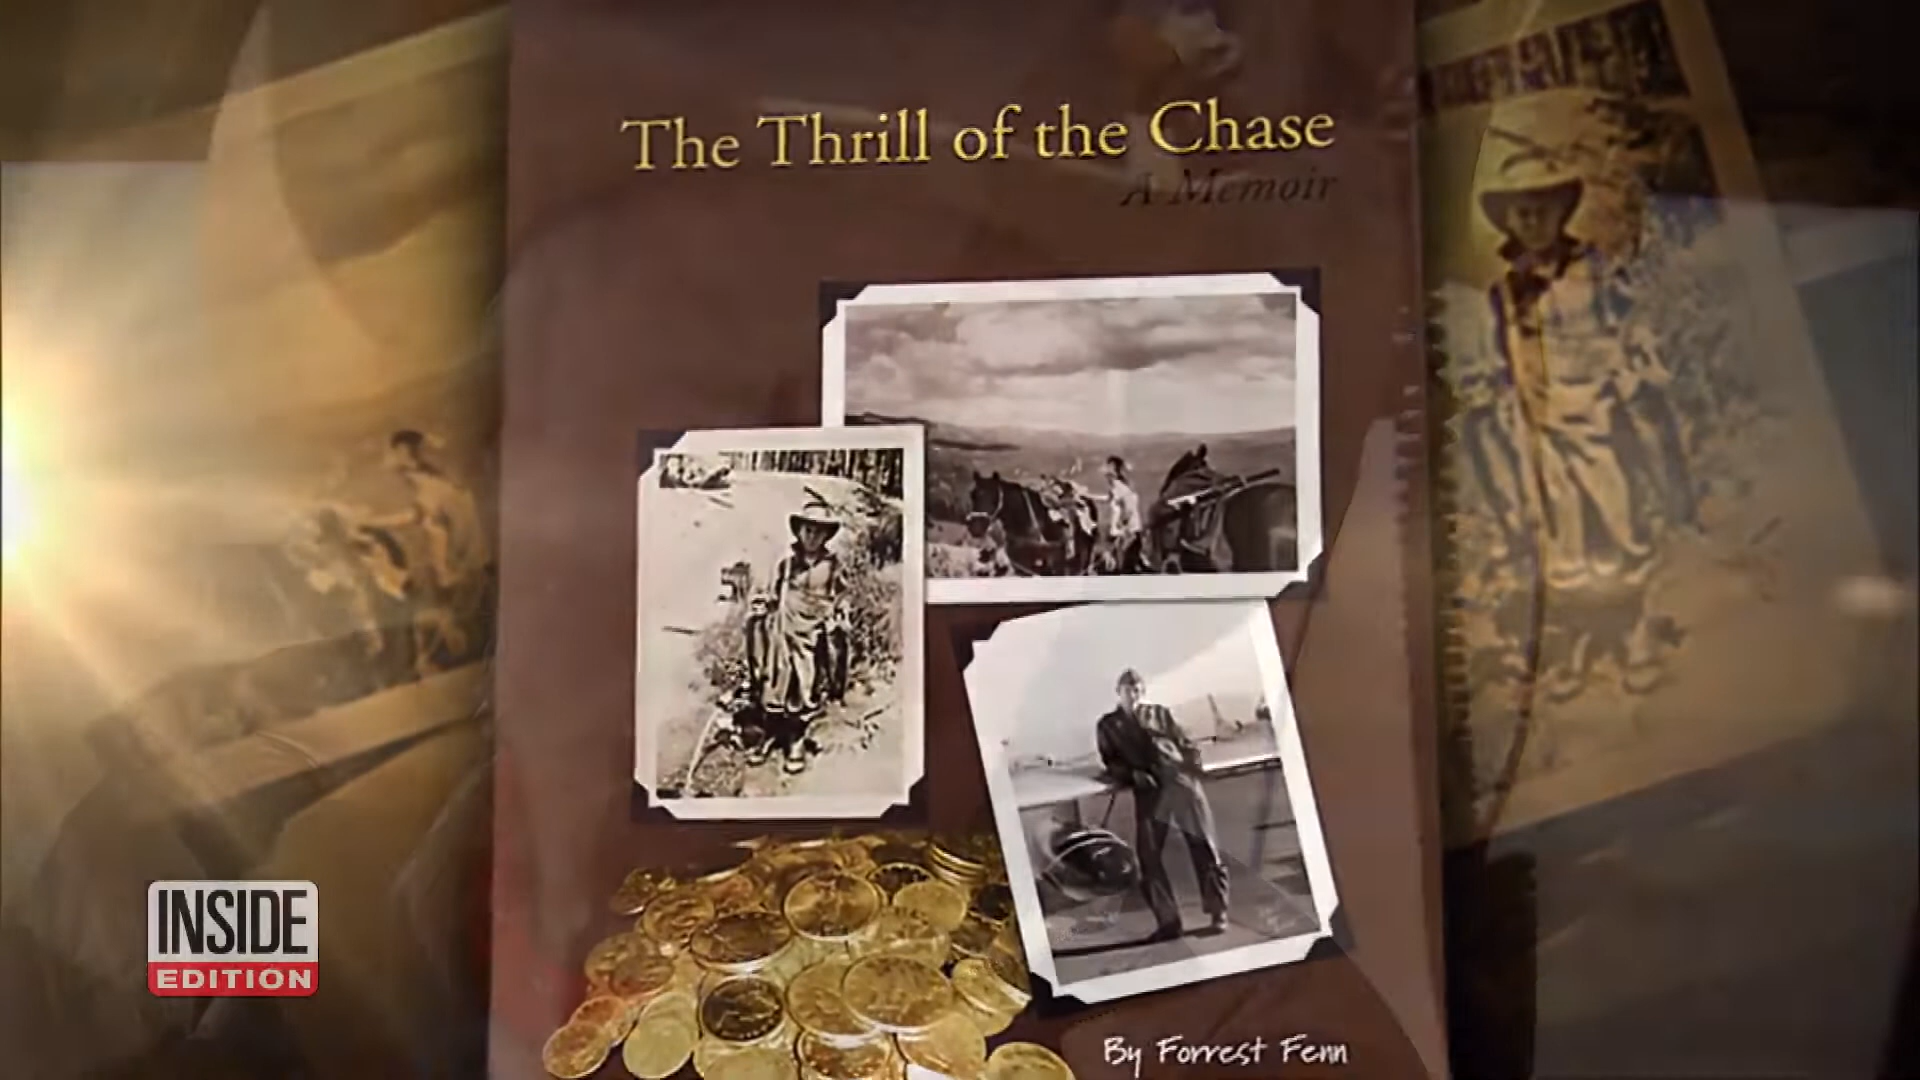 The Thrill of the Chase
A Memoir
By Forrest Fenn
INSIDE
EDITION